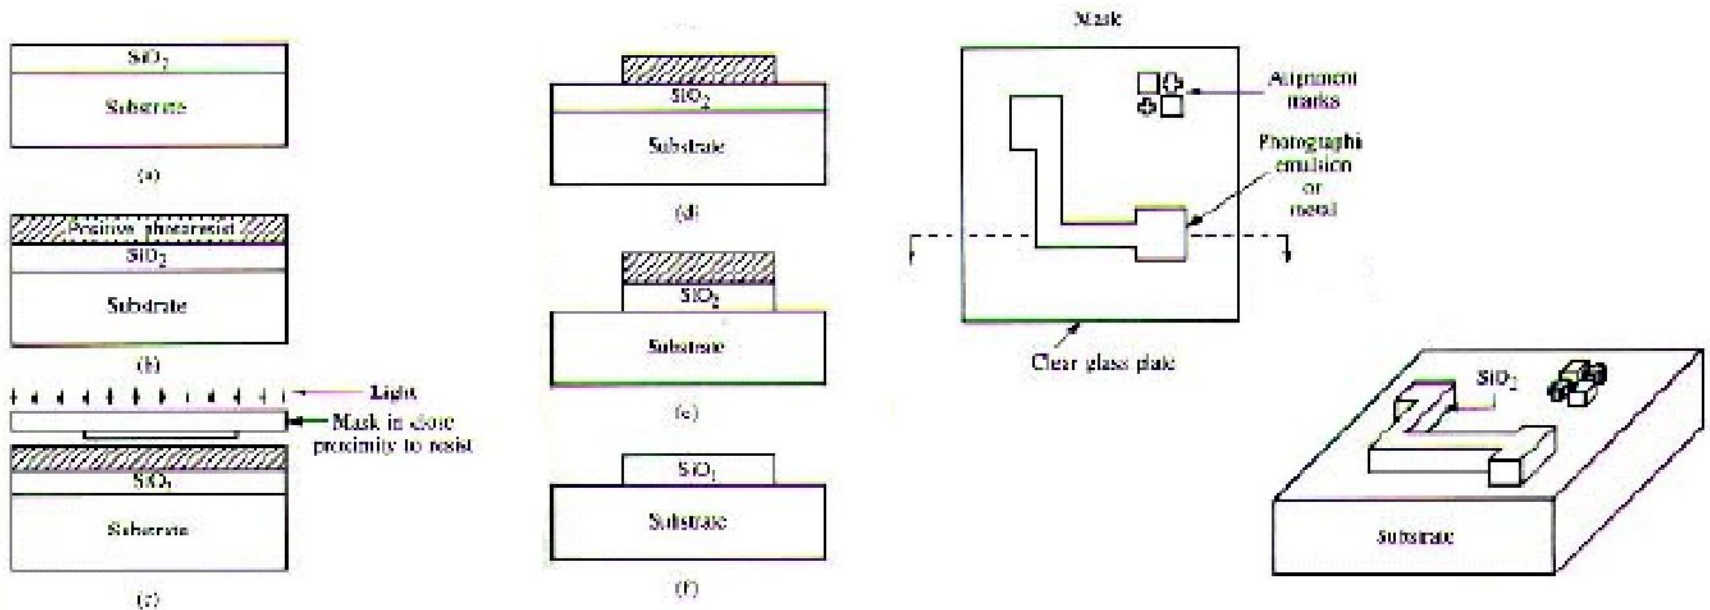 SiO2
Substrate
(a)
Positive photoresist
SiO2
Substrate
(b)
Light
Mask in close
proximity to resist
SiO2
Substrate
(c)
SiO2
Substrate
(d)
SiO2
Substrate
(e)
SiO2
Substrate
(f)
Mask
Alignment
marks
Photographi
emulsion
or
metal
Clear glass plate
SiO2
Substrate